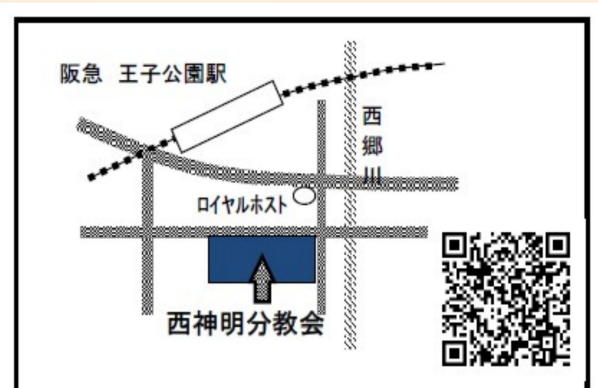 阪急 王子公園駅
西郷川
ロイヤルホスト
西神明分教会